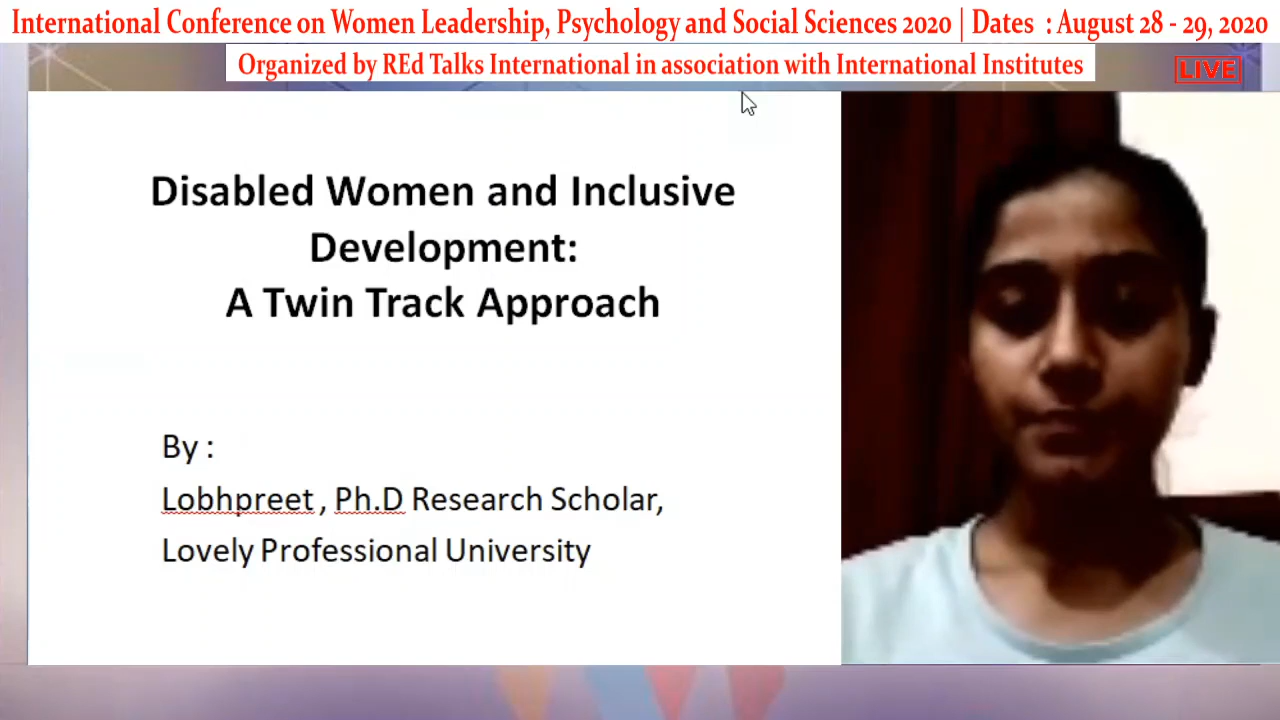 International Conference on Women Leadership, Psychology and Social Sciences 2020 | Dates : August 28 - 29, 2020
Organized by REd Talks International in association with International Institutes
LIVE
Disabled Women and Inclusive
Development:
A Twin Track Approach
By :
Lobhpreet , Ph.D Research Scholar,
Lovely Professional University